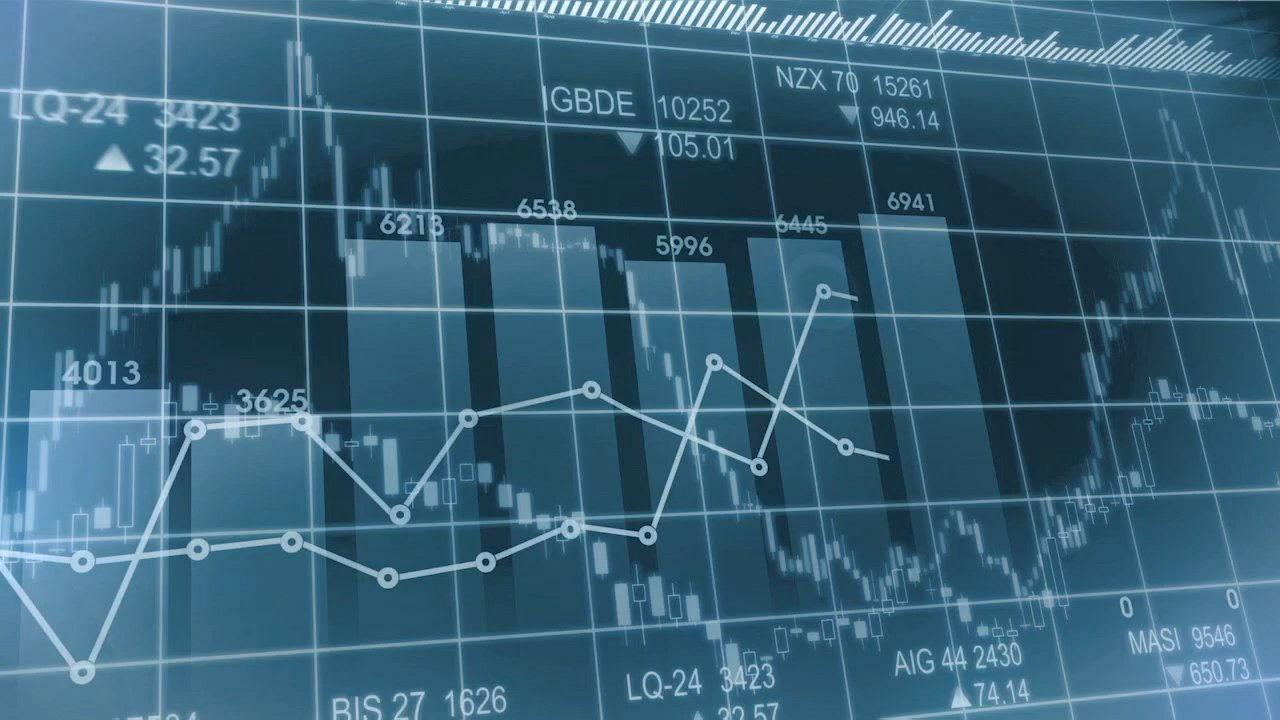 LQ-24 3423
▲ 32.57
IGBDE 10252
▼ 105.01
NZX 70 15261
▼ 946.14
4013
3625
6213
6538
5996
6445
6941
0 0
BIS 27 1626
LQ-24 3423
▲ 32.57
AIG 44 2430
▲ 74.14
MASI 9546
▼ 650.73